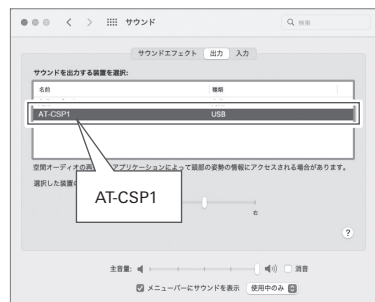 サウンド
検索
サウンドエフェクト 出力 入力
サウンドを出力する装置を選択:
名前 種類
AT-CSP1 USB
空間オーディオの再 アプリケーションによって頭部の姿勢の情報にアクセスされる場合があります。
選択した装置の
AT-CSP1
右
?
主音量: 消音
メニューバーにサウンドを表示 使用中のみ